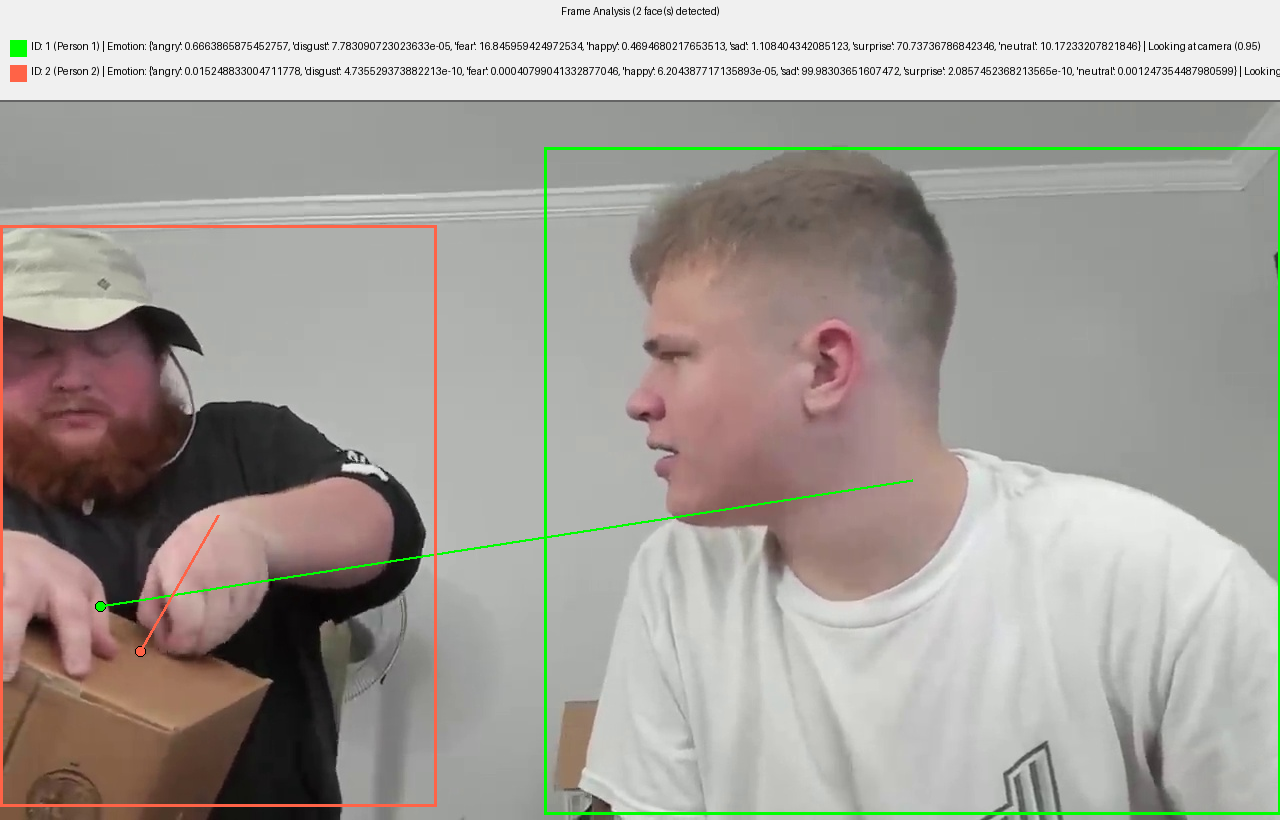 Frame Analysis (2 face(s) detected)
ID: 1 (Person 1) | Emotion: {'angry': 0.6663865875452757, 'disgust': 7.783090723023633e-05, 'fear': 16.845959424972534, 'happy': 0.4694680217653513, 'sad': 1.108404342085123, 'surprise': 70.73736786842346, 'neutral': 10.17233207821846} | Looking at camera (0.95)
ID: 2 (Person 2) | Emotion: {'angry': 0.015248833004711778, 'disgust': 4.735529373882213e-10, 'fear': 0.00040799041332877046, 'happy': 6.204387717135893e-05, 'sad': 99.98303651607472, 'surprise': 2.0857452368213565e-10, 'neutral': 0.001247354487980599} | Looking